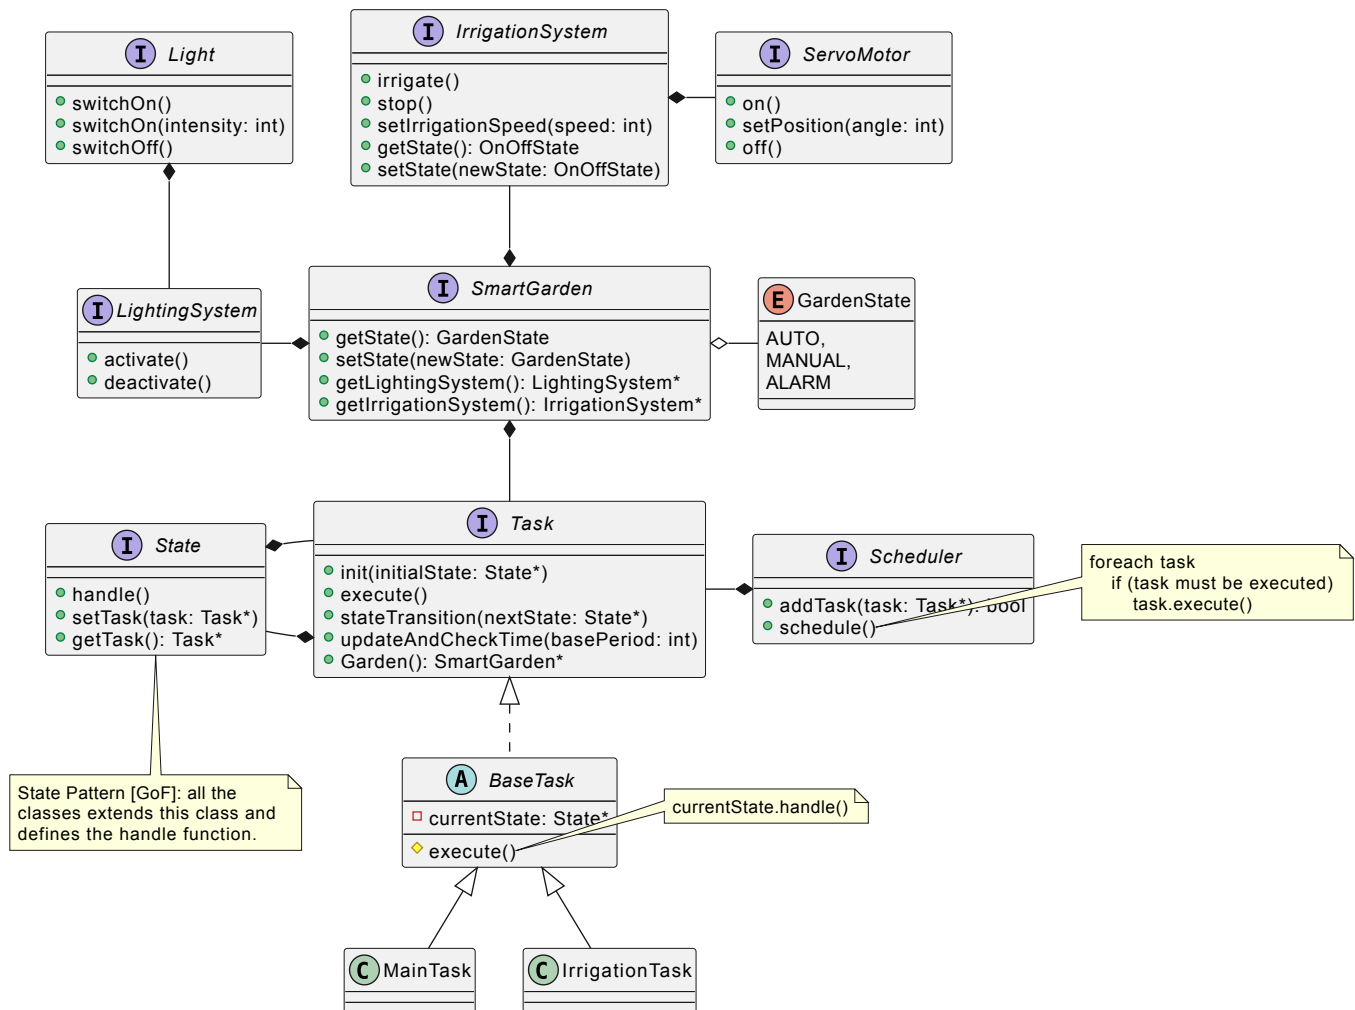 I Light
switchOn()
switchOn(intensity: int)
switchOff()
I IrrigationSystem
irrigate()
stop()
setIrrigationSpeed(speed: int)
getState(): OnOffState
setState(newState: OnOffState)
I ServoMotor
on()
setPosition(angle: int)
off()
I LightingSystem
activate()
deactivate()
I SmartGarden
getState(): GardenState
setState(newState: GardenState)
getLightingSystem(): LightingSystem*
getIrrigationSystem(): IrrigationSystem*
E GardenState
AUTO,
MANUAL,
ALARM
I State
handle()
setTask(task: Task*)
getTask(): Task*
I Task
init(initialState: State*)
execute()
stateTransition(nextState: State*)
updateAndCheckTime(basePeriod: int)
Garden(): SmartGarden*
I Scheduler
addTask(task: Task*): bool
schedule()
foreach task
if (task must be executed)
task.execute()
State Pattern [GoF]: all the
classes extends this class and
defines the handle function.
A BaseTask
currentState: State*
execute()
currentState.handle()
C MainTask
C IrrigationTask